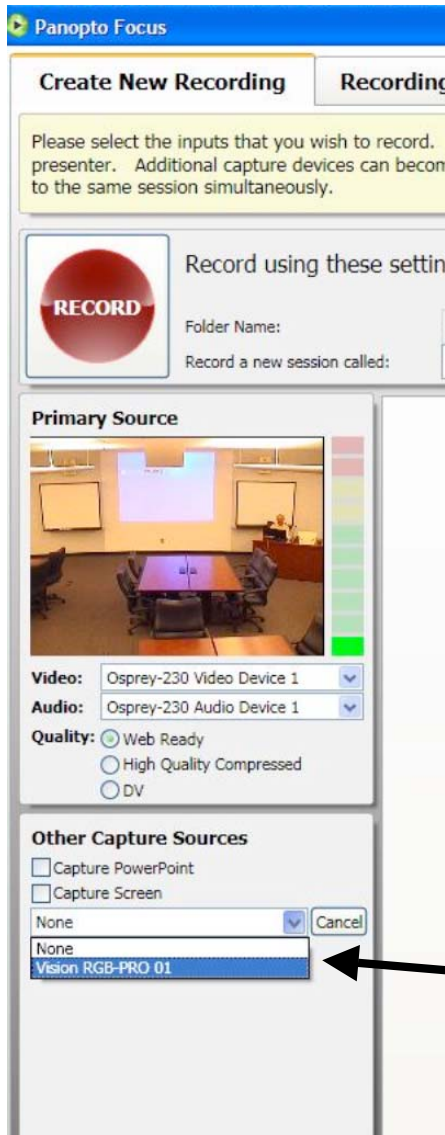 Panopto Focus
Create New Recording
Recording
Please select the inputs that you wish to record.
presenter. Additional capture devices can becom
to the same session simultaneously.
RECORD
Record using these settin
Folder Name:
Record a new session called:
Primary Source
Video: Osprey-230 Video Device 1
Audio: Osprey-230 Audio Device 1
Quality: Web Ready
High Quality Compressed
DV
Other Capture Sources
Capture PowerPoint
Capture Screen
None Cancel
None
Vision RGB-PRO 01